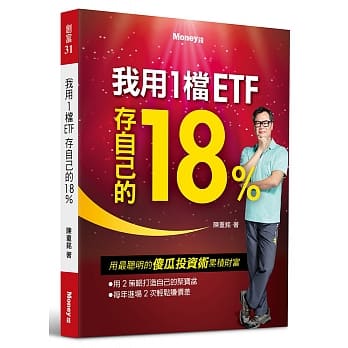 創富31
我用1檔ETF 存自己的18%
陳重銘 著
Money錢
Money錢
我用1檔ETF
存自己的
18%
陳重銘・著
用最聰明的傻瓜投資術累積財富
●用2策略打造自己的聚寶盆
●每年進場2次輕鬆賺價差